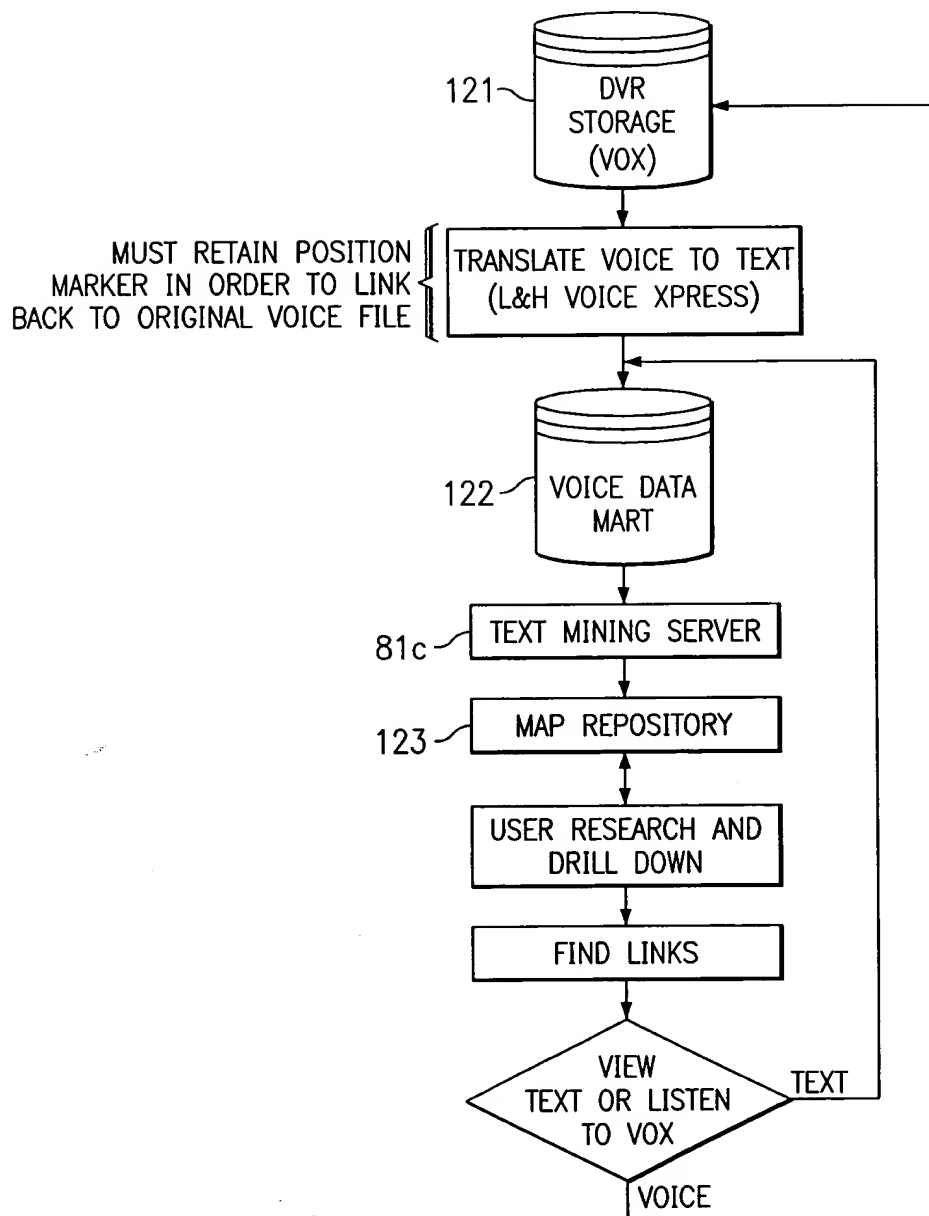 121
DVR
STORAGE
(VOX)
MUST RETAIN POSITION
MARKER IN ORDER TO LINK
BACK TO ORIGINAL VOICE FILE
TRANSLATE VOICE TO TEXT
(L&H VOICE XPRESS)
122
VOICE DATA
MART
81c
TEXT MINING SERVER
123
MAP REPOSITORY
USER RESEARCH AND
DRILL DOWN
FIND LINKS
VIEW
TEXT OR LISTEN
TO VOX
TEXT
VOICE